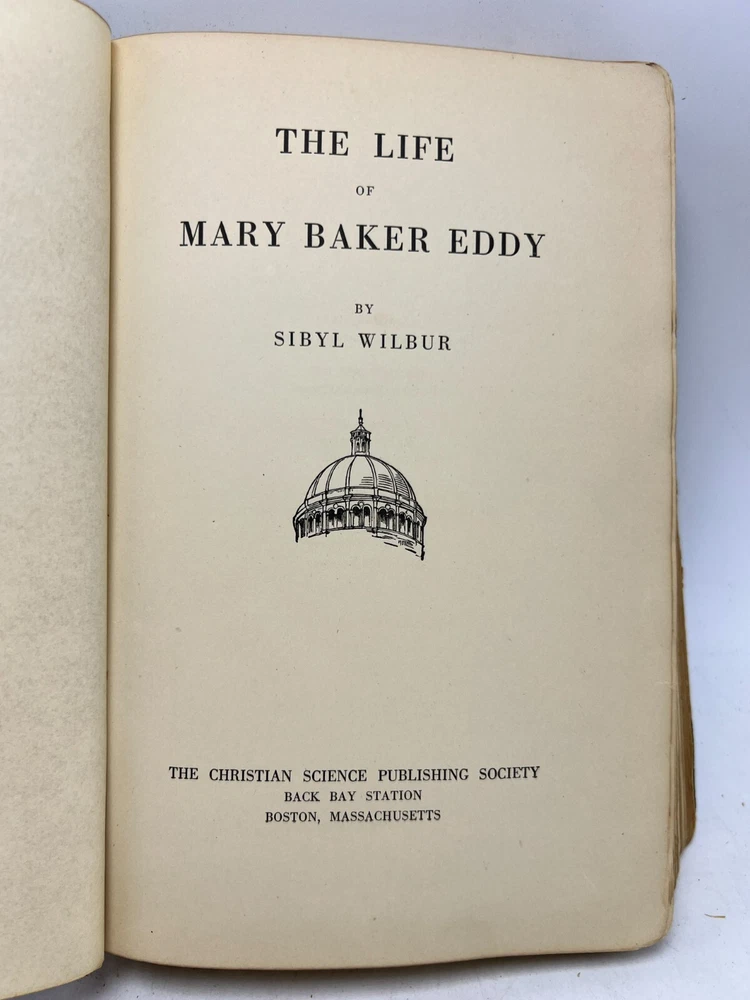 THE LIFE
OF
MARY BAKER EDDY
BY
SIBYL WILBUR
THE CHRISTIAN SCIENCE PUBLISHING SOCIETY
BACK BAY STATION
BOSTON, MASSACHUSETTS